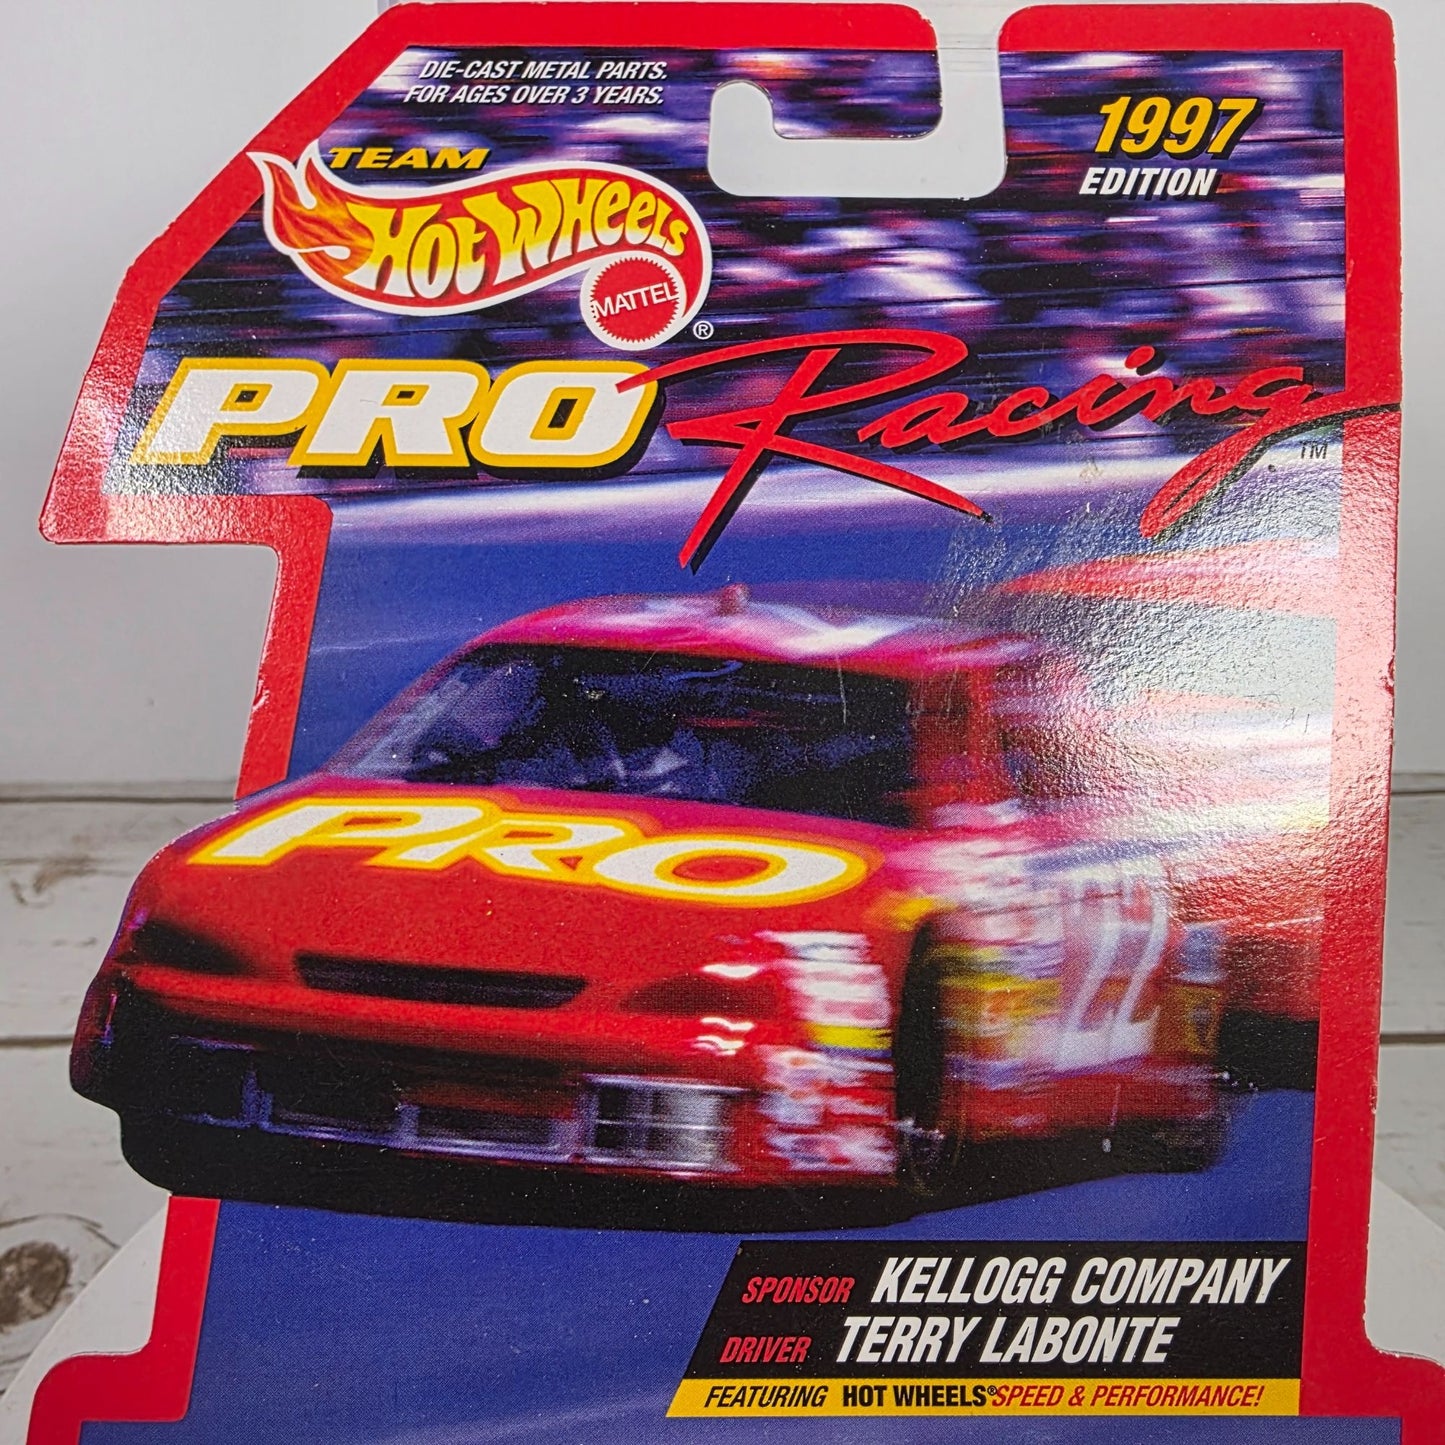 DIE-CAST METAL PARTS.
FOR AGES OVER 3 YEARS.
1997
EDITION
TEAM
HOT WHEELS
MATTEL
®
PRO Racing
TM
PRO
SPONSOR KELLOGG COMPANY
DRIVER TERRY LABONTE
FEATURING HOT WHEELS® SPEED & PERFORMANCE!